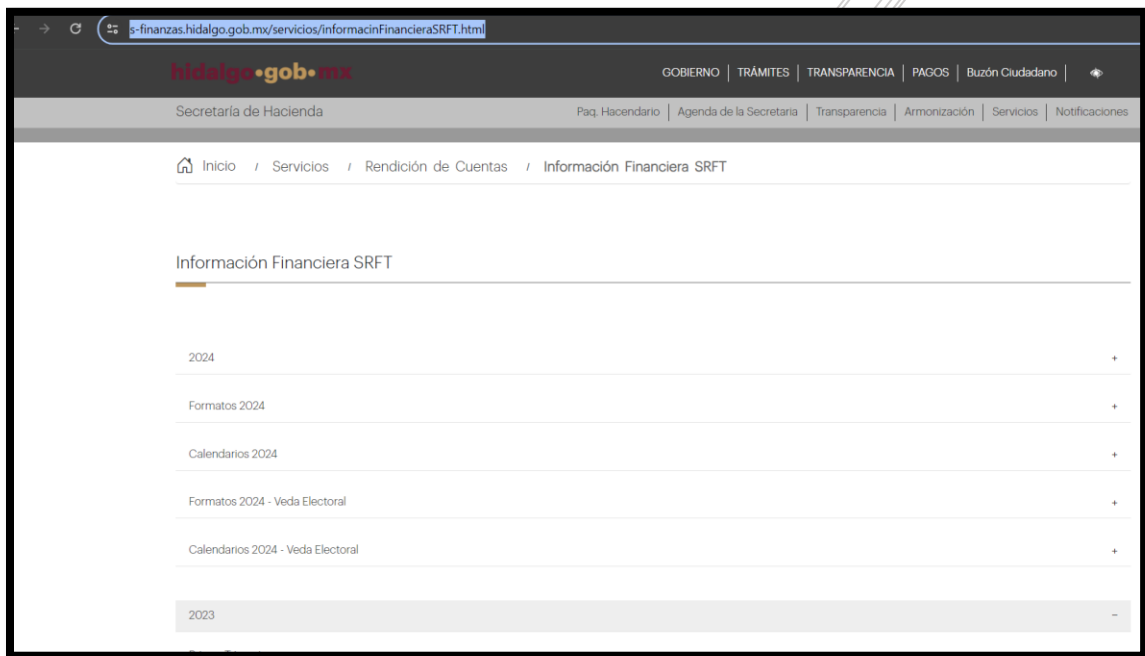 s-finanzas.hidalgo.gob.mx/servicios/informacinFinancieraSRFT.html
hidalgo•gob•mx
GOBIERNO | TRÁMITES | TRANSPARENCIA | PAGOS | Buzón Ciudadano |
Secretaría de Hacienda
Paq. Hacendario | Agenda de la Secretaria | Transparencia | Armonización | Servicios | Notificaciones
Inicio / Servicios / Rendición de Cuentas / Información Financiera SRFT
Información Financiera SRFT
2024 +
Formatos 2024 +
Calendarios 2024 +
Formatos 2024 - Veda Electoral +
Calendarios 2024 - Veda Electoral +
2023 −